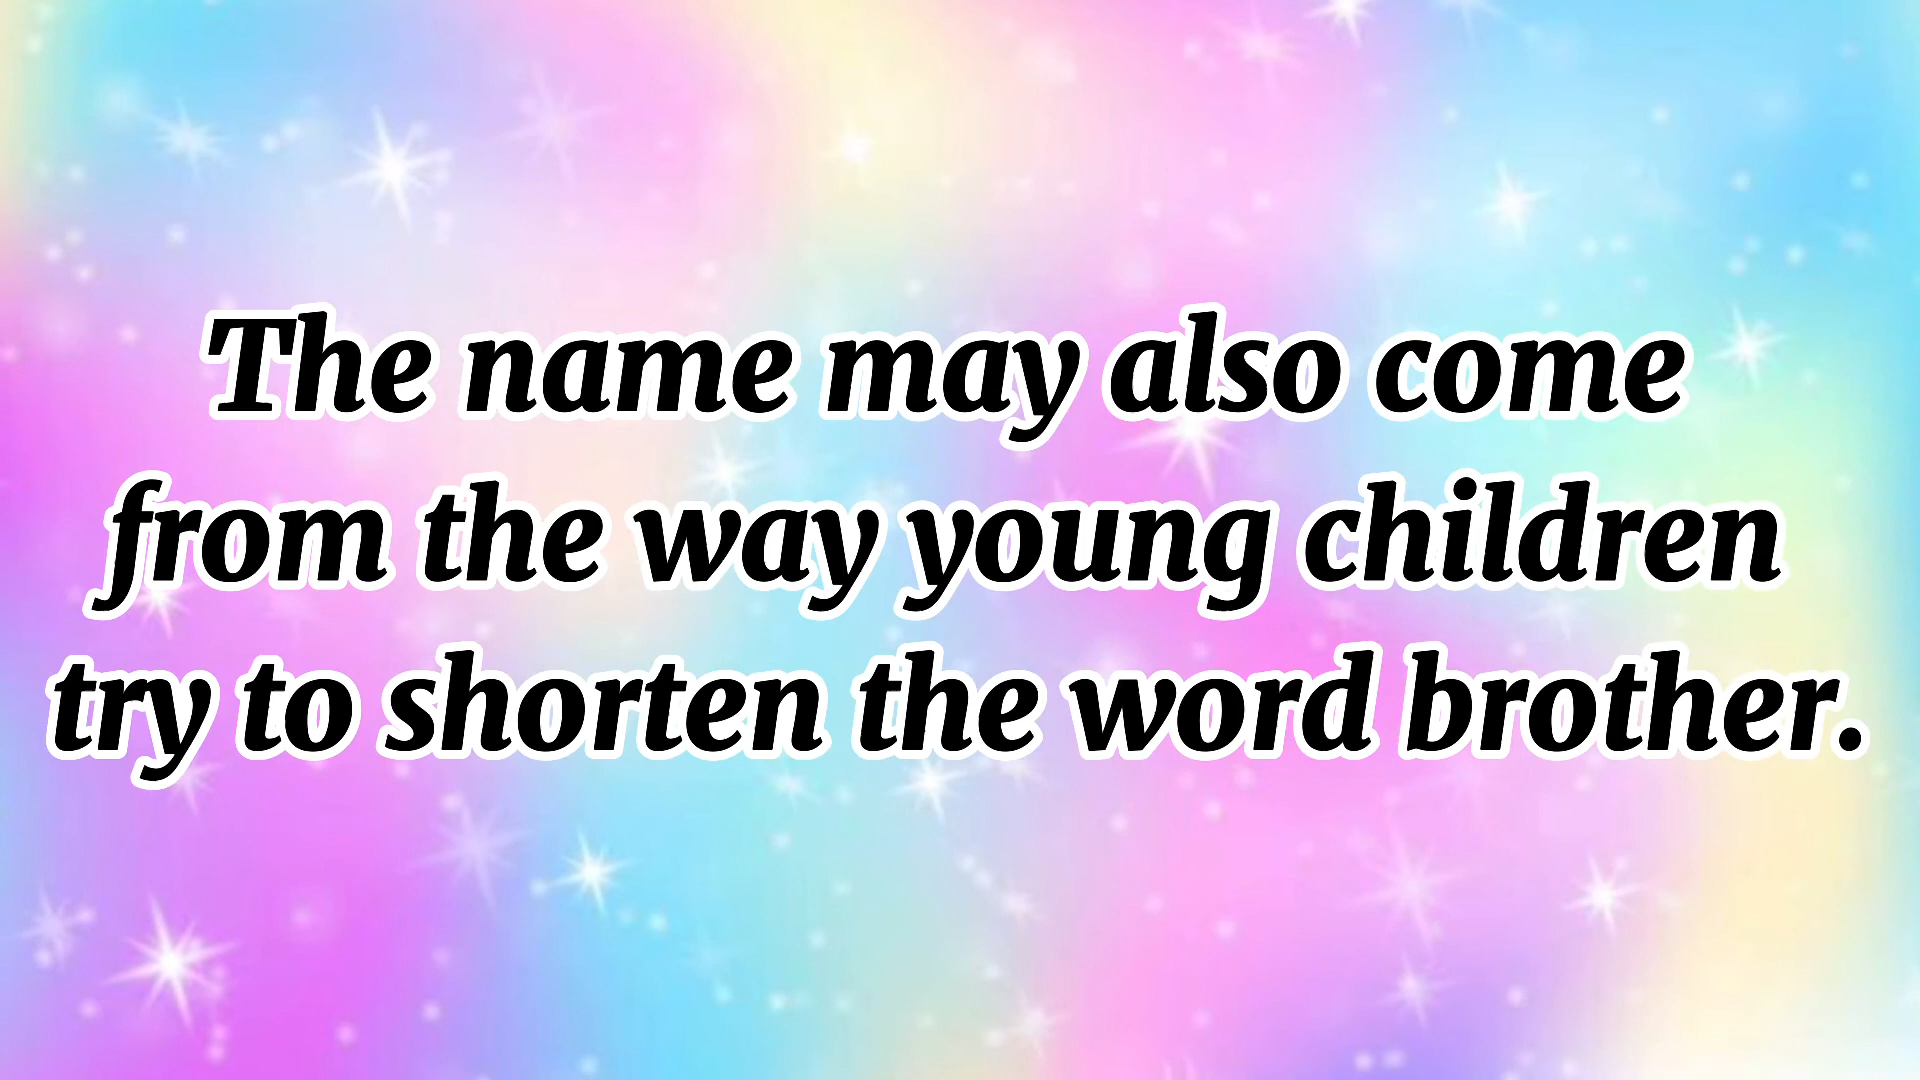 The name may also come
from the way young children
try to shorten the word brother.